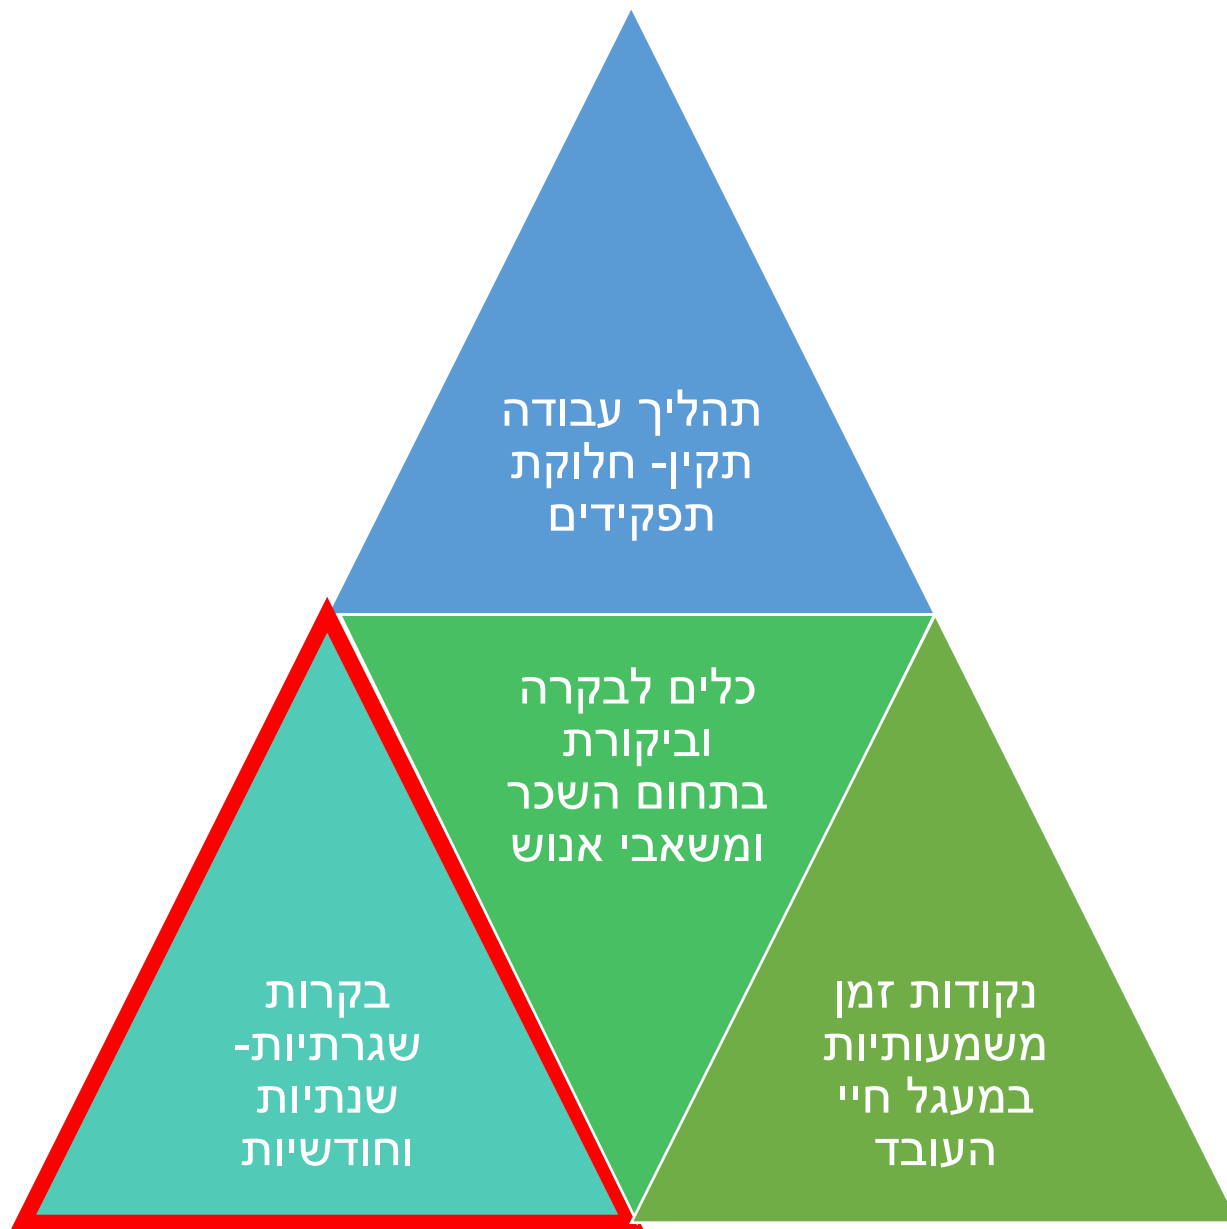 תהליך עבודה
תקין- חלוקת
תפקידים
כלים לבקרה
וביקורת
בתחום השכר
ומשאבי אנוש
נקודות זמן
משמעותיות
במעגל חיי
העובד
בקרות
שגרתיות-
שנתיות
וחודשיות